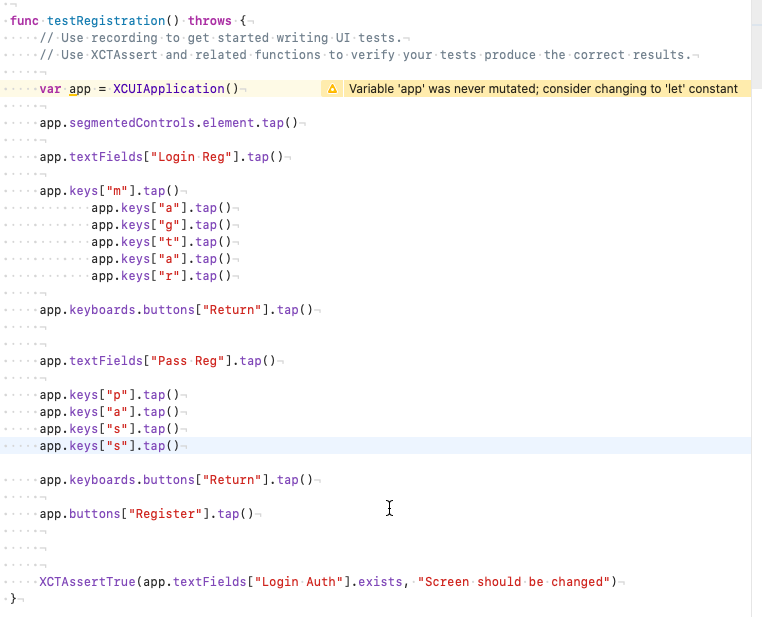 func testRegistration() throws {
// Use recording to get started writing UI tests.
// Use XCTAssert and related functions to verify your tests produce the correct results.
var app = XCUIApplication() Variable 'app' was never mutated; consider changing to 'let' constant
app.segmentedControls.element.tap()
app.textFields["Login Reg"].tap()
app.keys["m"].tap()
app.keys["a"].tap()
app.keys["g"].tap()
app.keys["t"].tap()
app.keys["a"].tap()
app.keys["r"].tap()
app.keyboards.buttons["Return"].tap()
app.textFields["Pass Reg"].tap()
app.keys["p"].tap()
app.keys["a"].tap()
app.keys["s"].tap()
app.keys["s"].tap()
app.keyboards.buttons["Return"].tap()
app.buttons["Register"].tap()
XCTAssertTrue(app.textFields["Login Auth"].exists, "Screen should be changed")
}